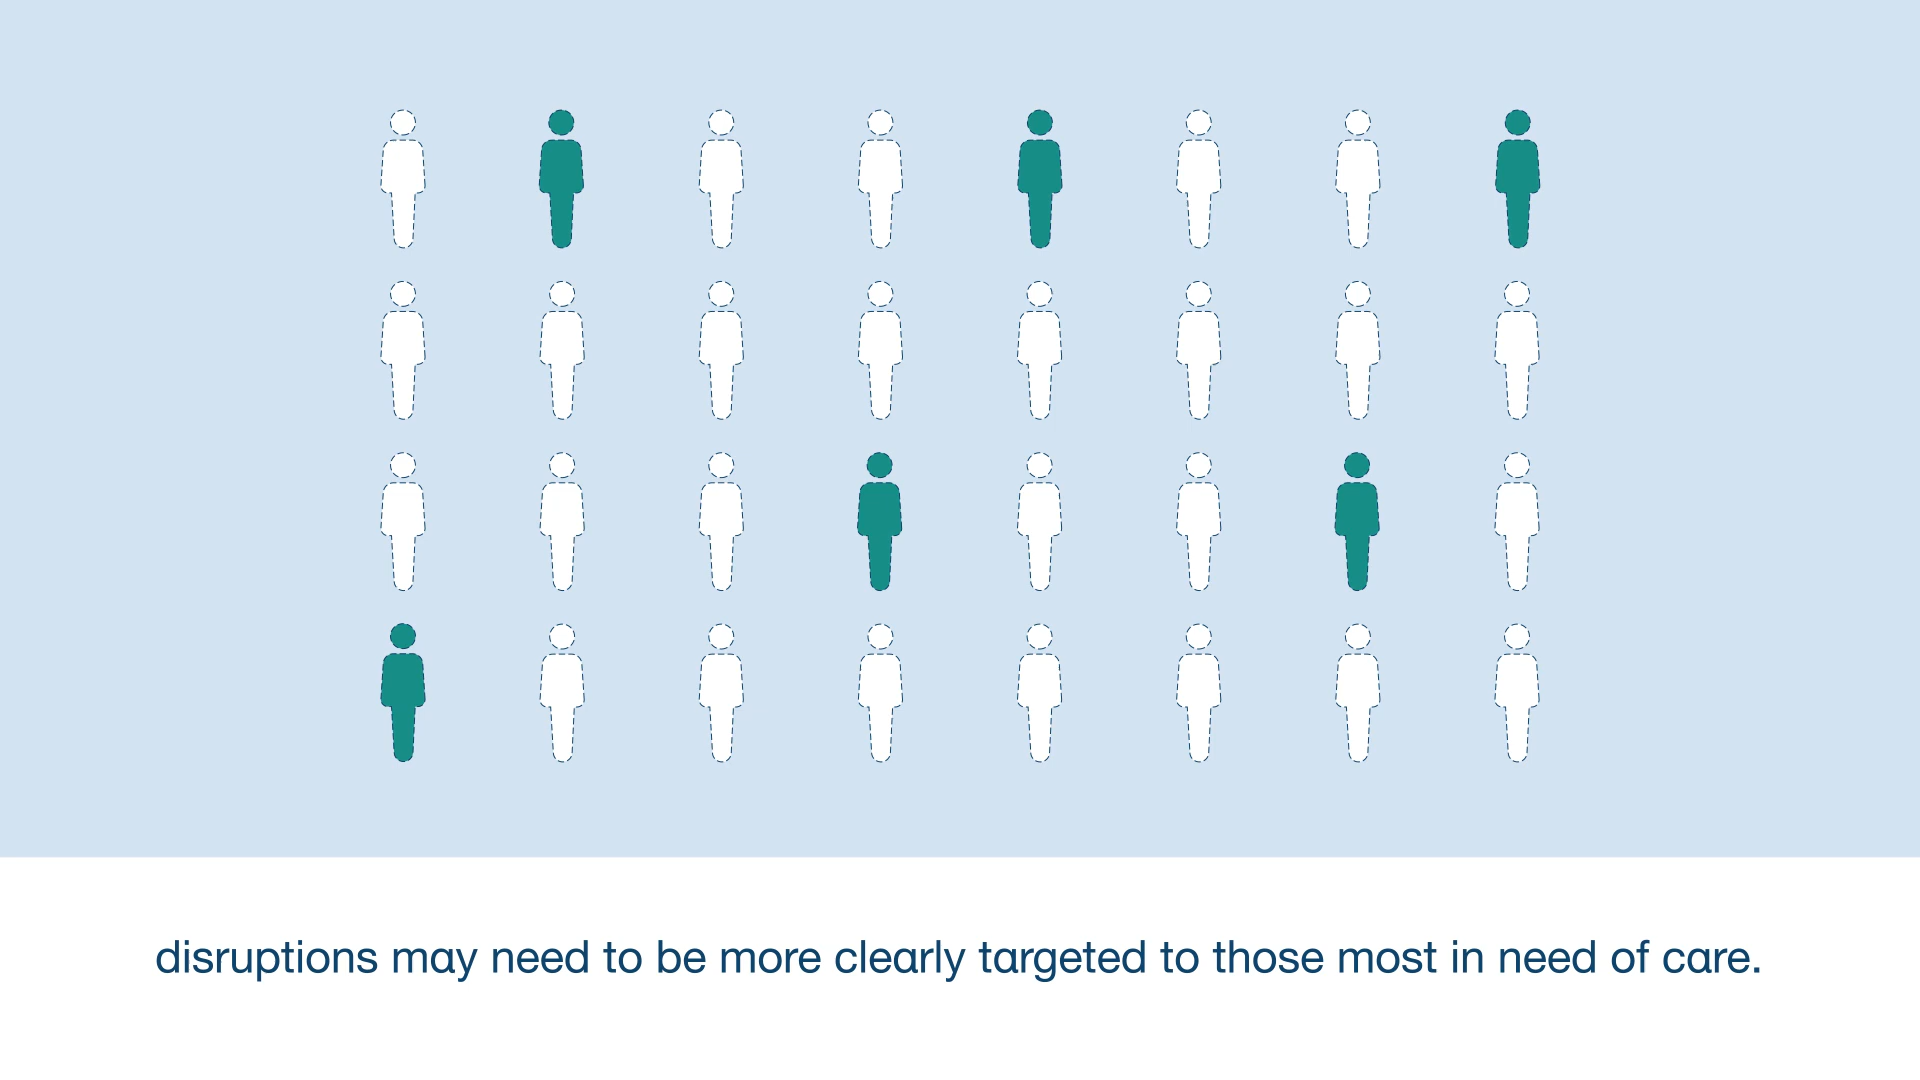 disruptions may need to be more clearly targeted to those most in need of care.